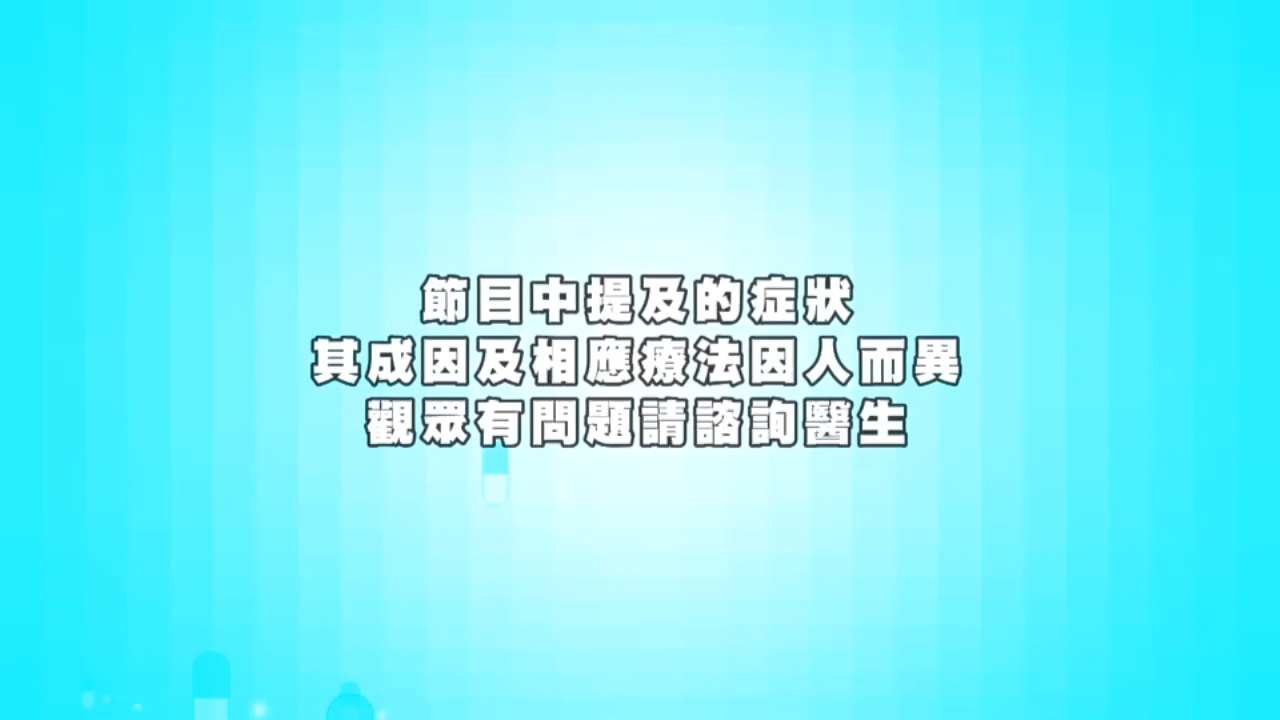 節目中提及的症狀
其成因及相應療法因人而異
觀眾有問題請諮詢醫生